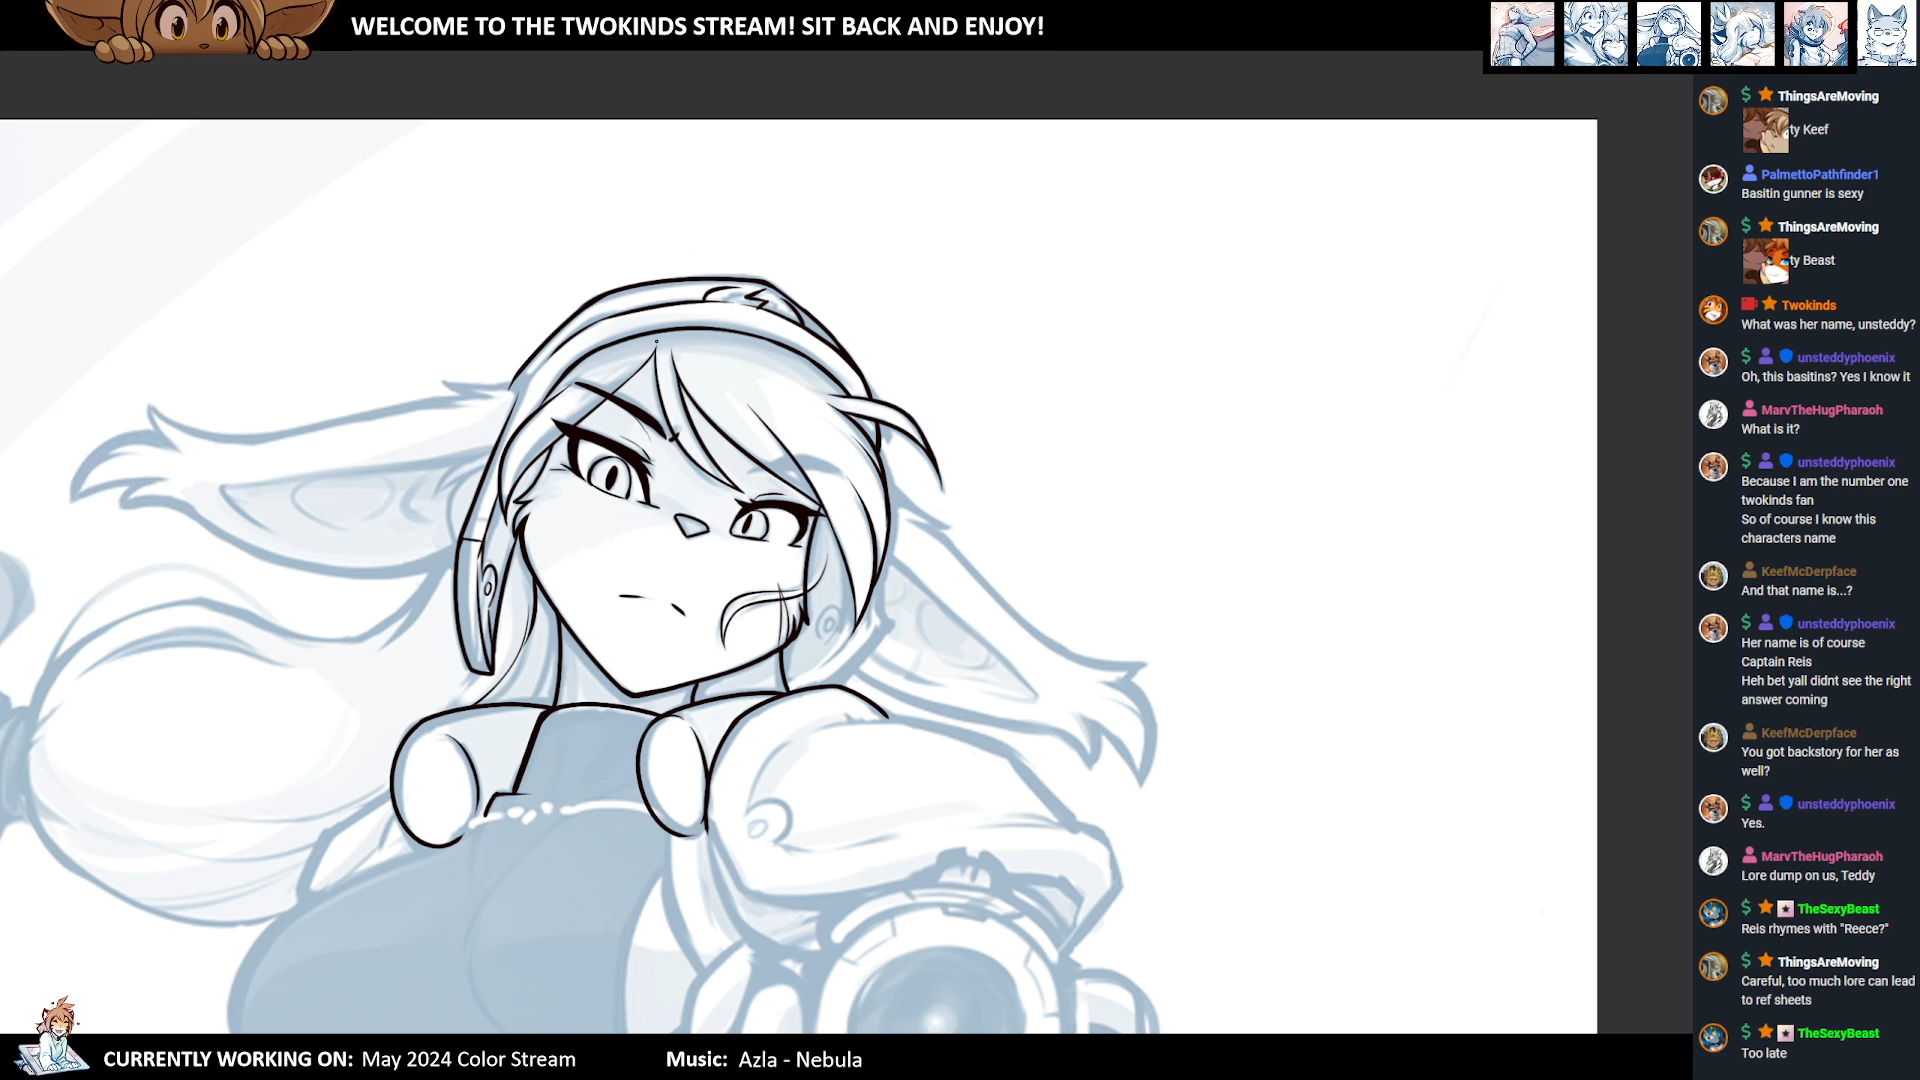 WELCOME TO THE TWOKINDS STREAM! SIT BACK AND ENJOY!
$ ThingsAreMoving
ty Keef
PalmettoPathfinder1
Basitin gunner is sexy
$ ThingsAreMoving
ty Beast
Twokinds
What was her name, unsteddy?
$ unsteddyphoenix
Oh, this basitins? Yes I know it
MarvTheHugPharaoh
What is it?
$ unsteddyphoenix
Because I am the number one
twokinds fan
So of course I know this
characters name
KeefMcDerpface
And that name is...?
$ unsteddyphoenix
Her name is of course
Captain Reis
Heh bet yall didnt see the right
answer coming
KeefMcDerpface
You got backstory for her as
well?
$ unsteddyphoenix
Yes.
MarvTheHugPharaoh
Lore dump on us, Teddy
$ TheSexyBeast
Reis rhymes with "Reece?"
$ ThingsAreMoving
Careful, too much lore can lead
to ref sheets
$ TheSexyBeast
Too late
CURRENTLY WORKING ON: May 2024 Color Stream
Music: Azla - Nebula